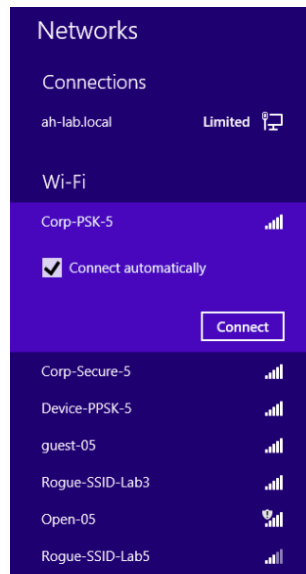 Networks
Connections
ah-lab.local Limited
Wi-Fi
Corp-PSK-5
Connect automatically
Connect
Corp-Secure-5
Device-PPSK-5
guest-05
Rogue-SSID-Lab3
Open-05
Rogue-SSID-Lab5